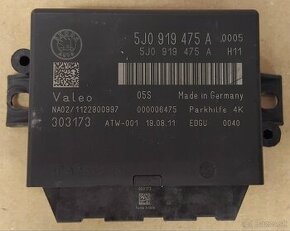 5J0 919 475 A .0005
5J0 919 475 A H11
Valeo 05S Made in Germany
NA02/1122800997 000006475 Parkhilfe 4K
303173 ATW-001 19.08.11 EDGU 0040
303173